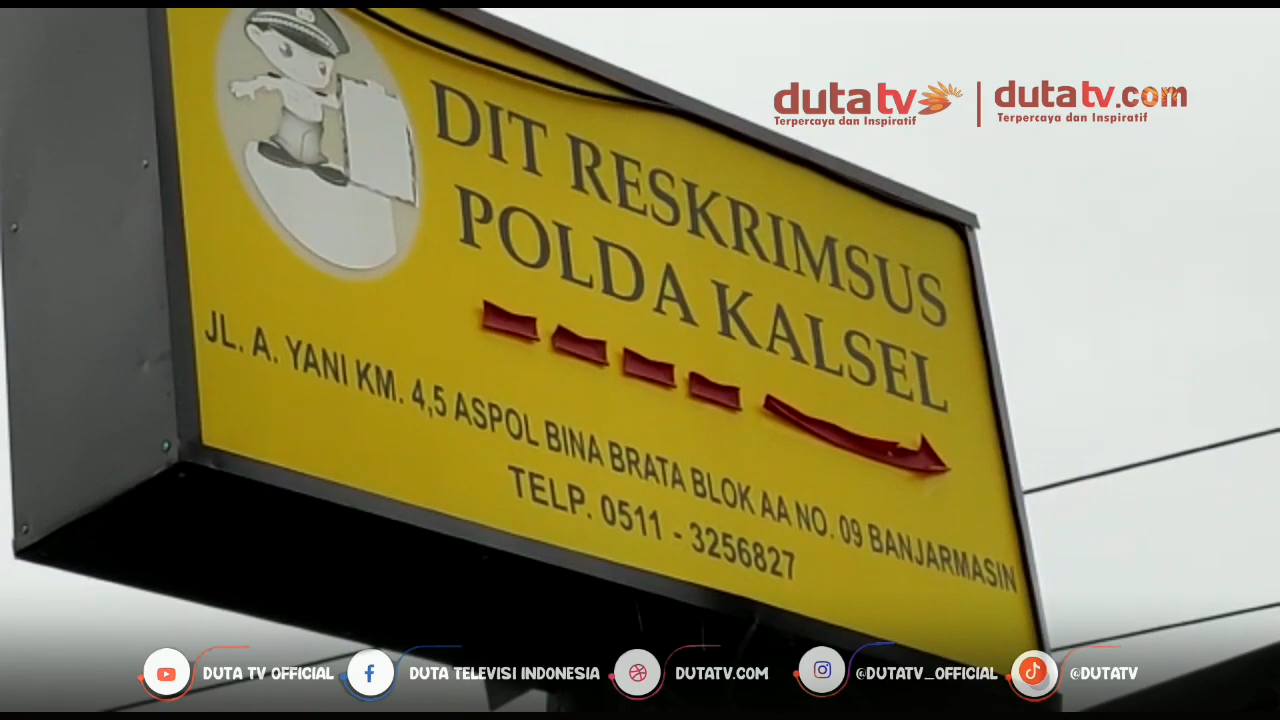 dutatv
Terpercaya dan Inspiratif
dutatv.com
Terpercaya dan Inspiratif
DIT RESKRIMSUS
POLDA KALSEL
JL. A. YANI KM. 4,5 ASPOL BINA BRATA BLOK AA NO. 09 BANJARMASIN
TELP. 0511 - 3256827
DUTA TV OFFICIAL
DUTA TELEVISI INDONESIA
DUTATV.COM
@DUTATV_OFFICIAL
@DUTATV